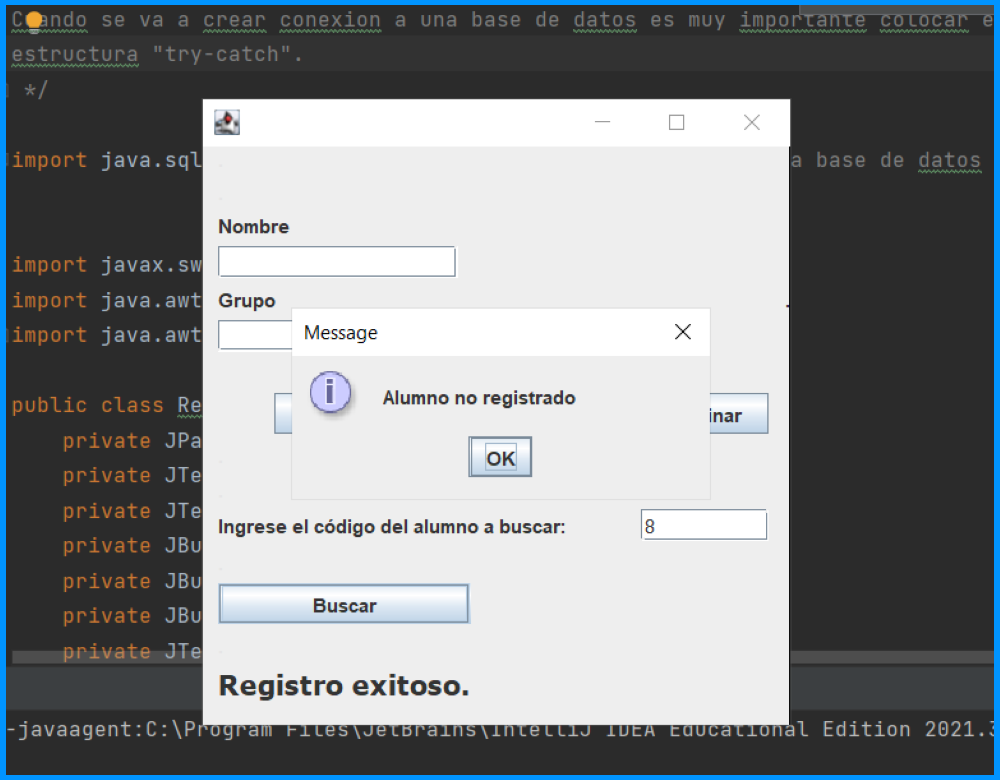 Cuando se va a crear conexion a una base de datos es muy importante colocar e
estructura "try-catch".
*/
import java.sql
a base de datos
Nombre
import javax.sw
import java.awt
Grupo
import java.awt
Message
Alumno no registrado
public class Re
inar
private JPa
OK
private JTe
private JTe
Ingrese el código del alumno a buscar: 8
private JBu
private JBu
Buscar
private JBu
private JTe
Registro exitoso.
-javaagent:C:\Program Files\JetBrains\IntelliJ IDEA Educational Edition 2021.3